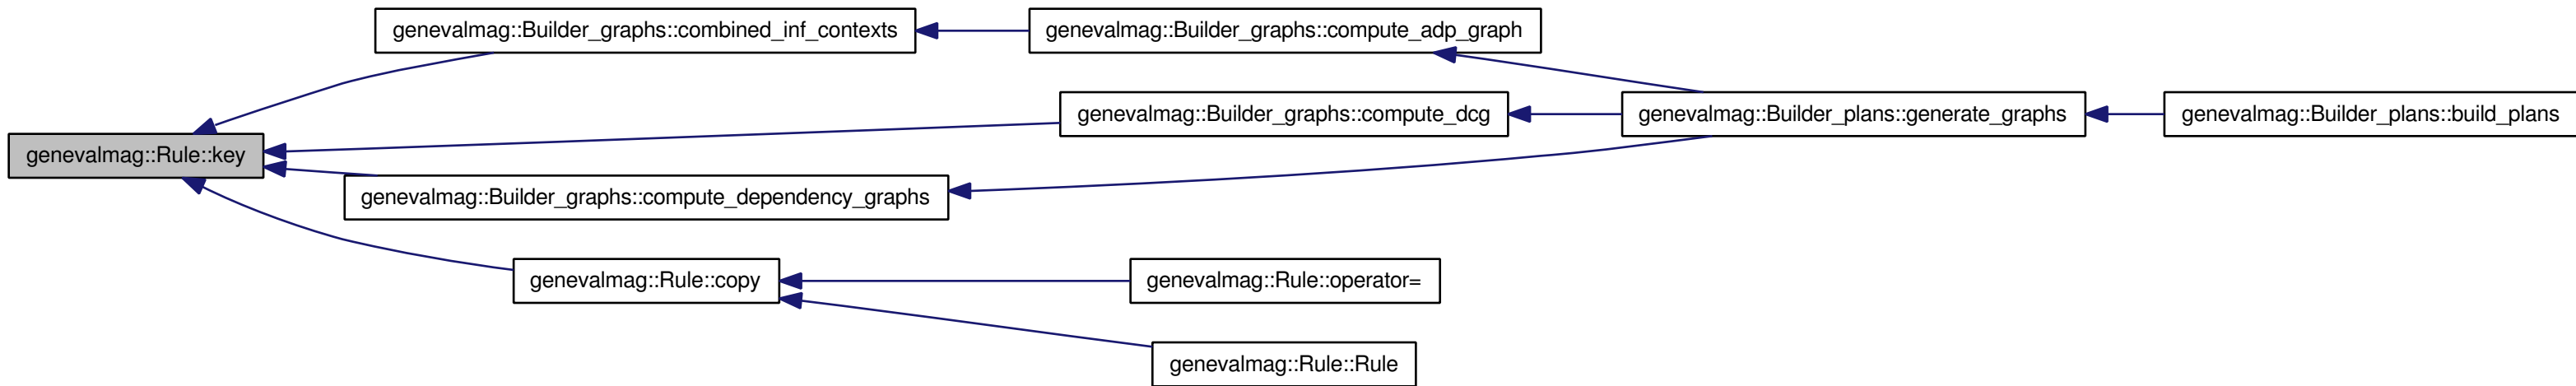 genevalmag::Builder_graphs::combined_inf_contexts
genevalmag::Builder_graphs::compute_adp_graph
genevalmag::Builder_graphs::compute_dcg
genevalmag::Builder_plans::generate_graphs
genevalmag::Builder_plans::build_plans
genevalmag::Rule::key
genevalmag::Builder_graphs::compute_dependency_graphs
genevalmag::Rule::copy
genevalmag::Rule::operator=
genevalmag::Rule::Rule